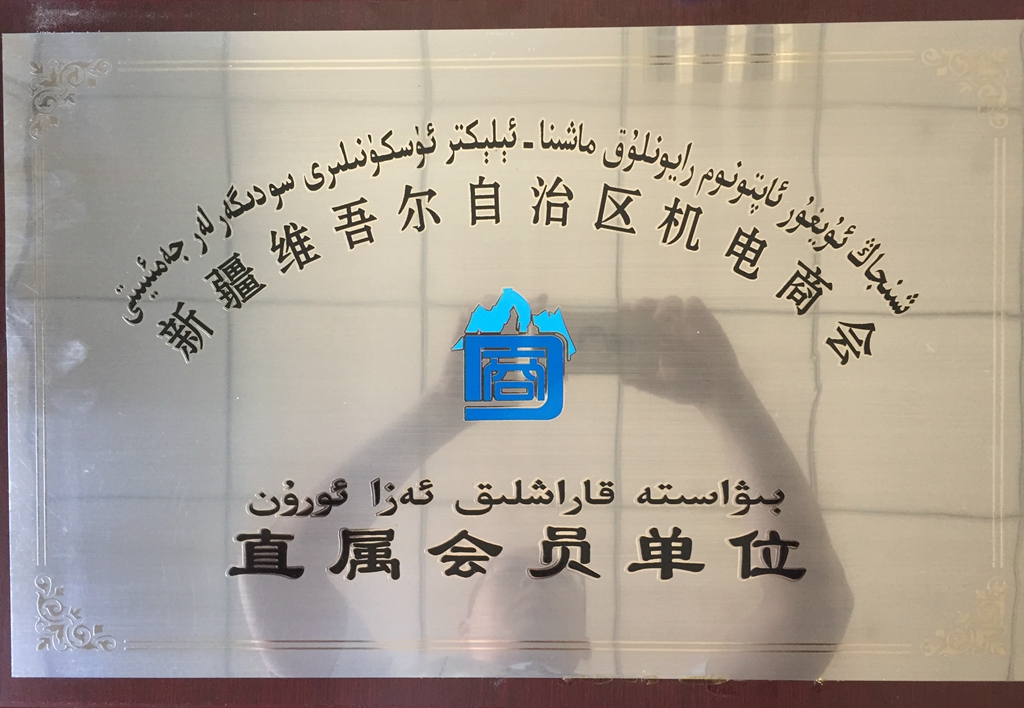 شىنجاڭ ئۇيغۇر ئاپتونوم رايونلۇق ماشىنا - ئېلېكتر ئۈسكۈنىلىرى سودىگەرلەر جەمئىيىتى
新疆维吾尔自治区机电商会
商
بىۋاستە قاراشلىق ئەزا ئورۇن
直属会员单位